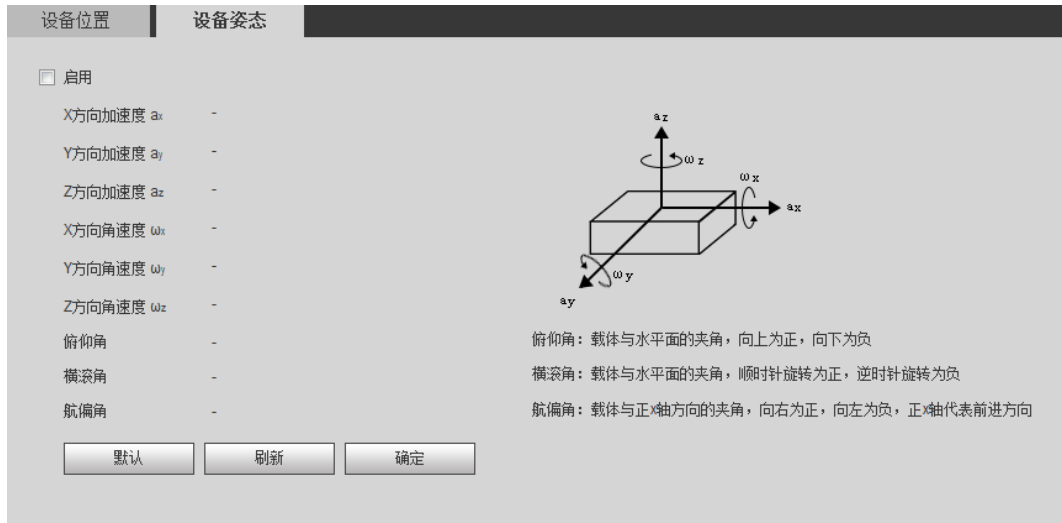 设备位置 设备姿态
启用
X方向加速度 ax -
Y方向加速度 ay -
Z方向加速度 az -
X方向角速度 ωx -
Y方向角速度 ωy -
Z方向角速度 ωz -
俯仰角 -
横滚角 -
航偏角 -
默认 刷新 确定
az
ωz
ωx
ax
ωy
ay
俯仰角：载体与水平面的夹角，向上为正，向下为负
横滚角：载体与水平面的夹角，顺时针旋转为正，逆时针旋转为负
航偏角：载体与正X轴方向的夹角，向右为正，向左为负，正X轴代表前进方向